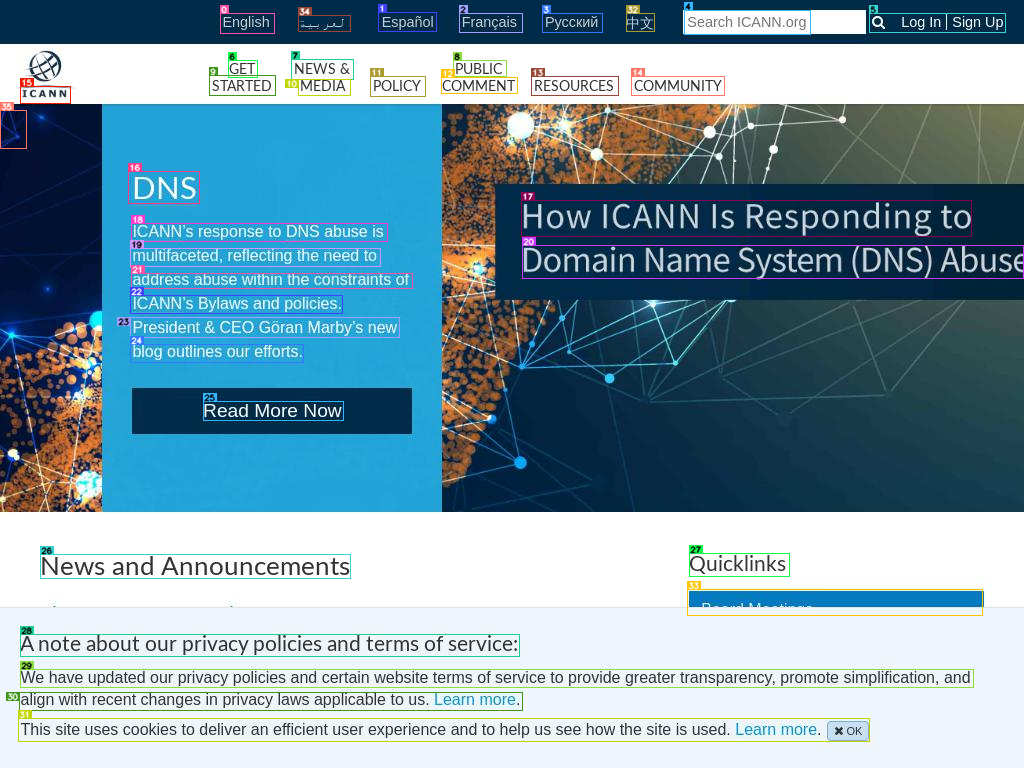 English العربية Español Français Русский 中文 Search ICANN.org Log In | Sign Up
ICANN
GET STARTED
NEWS & MEDIA
POLICY
PUBLIC COMMENT
RESOURCES
COMMUNITY
DNS
ICANN's response to DNS abuse is
multifaceted, reflecting the need to
address abuse within the constraints of
ICANN's Bylaws and policies.
President & CEO Göran Marby's new
blog outlines our efforts.
Read More Now
How ICANN Is Responding to
Domain Name System (DNS) Abuse
News and Announcements
Quicklinks
Board Meetings
A note about our privacy policies and terms of service:
We have updated our privacy policies and certain website terms of service to provide greater transparency, promote simplification, and
align with recent changes in privacy laws applicable to us. Learn more.
This site uses cookies to deliver an efficient user experience and to help us see how the site is used. Learn more. ✖ OK